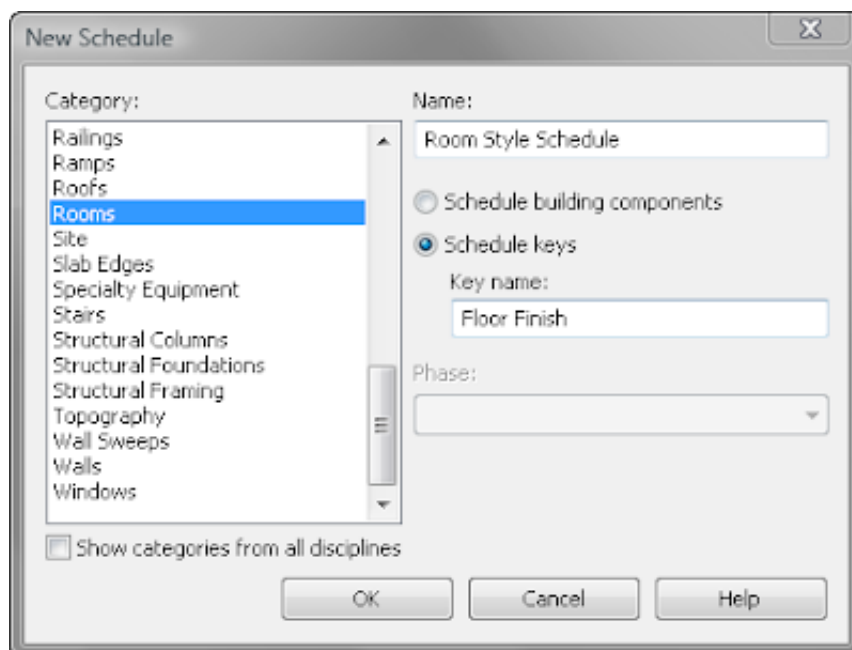 New Schedule
Category:
Railings
Ramps
Roofs
Rooms
Site
Slab Edges
Specialty Equipment
Stairs
Structural Columns
Structural Foundations
Structural Framing
Topography
Wall Sweeps
Walls
Windows
Show categories from all disciplines
Name:
Room Style Schedule
Schedule building components
Schedule keys
Key name:
Floor Finish
Phase:
OK Cancel Help